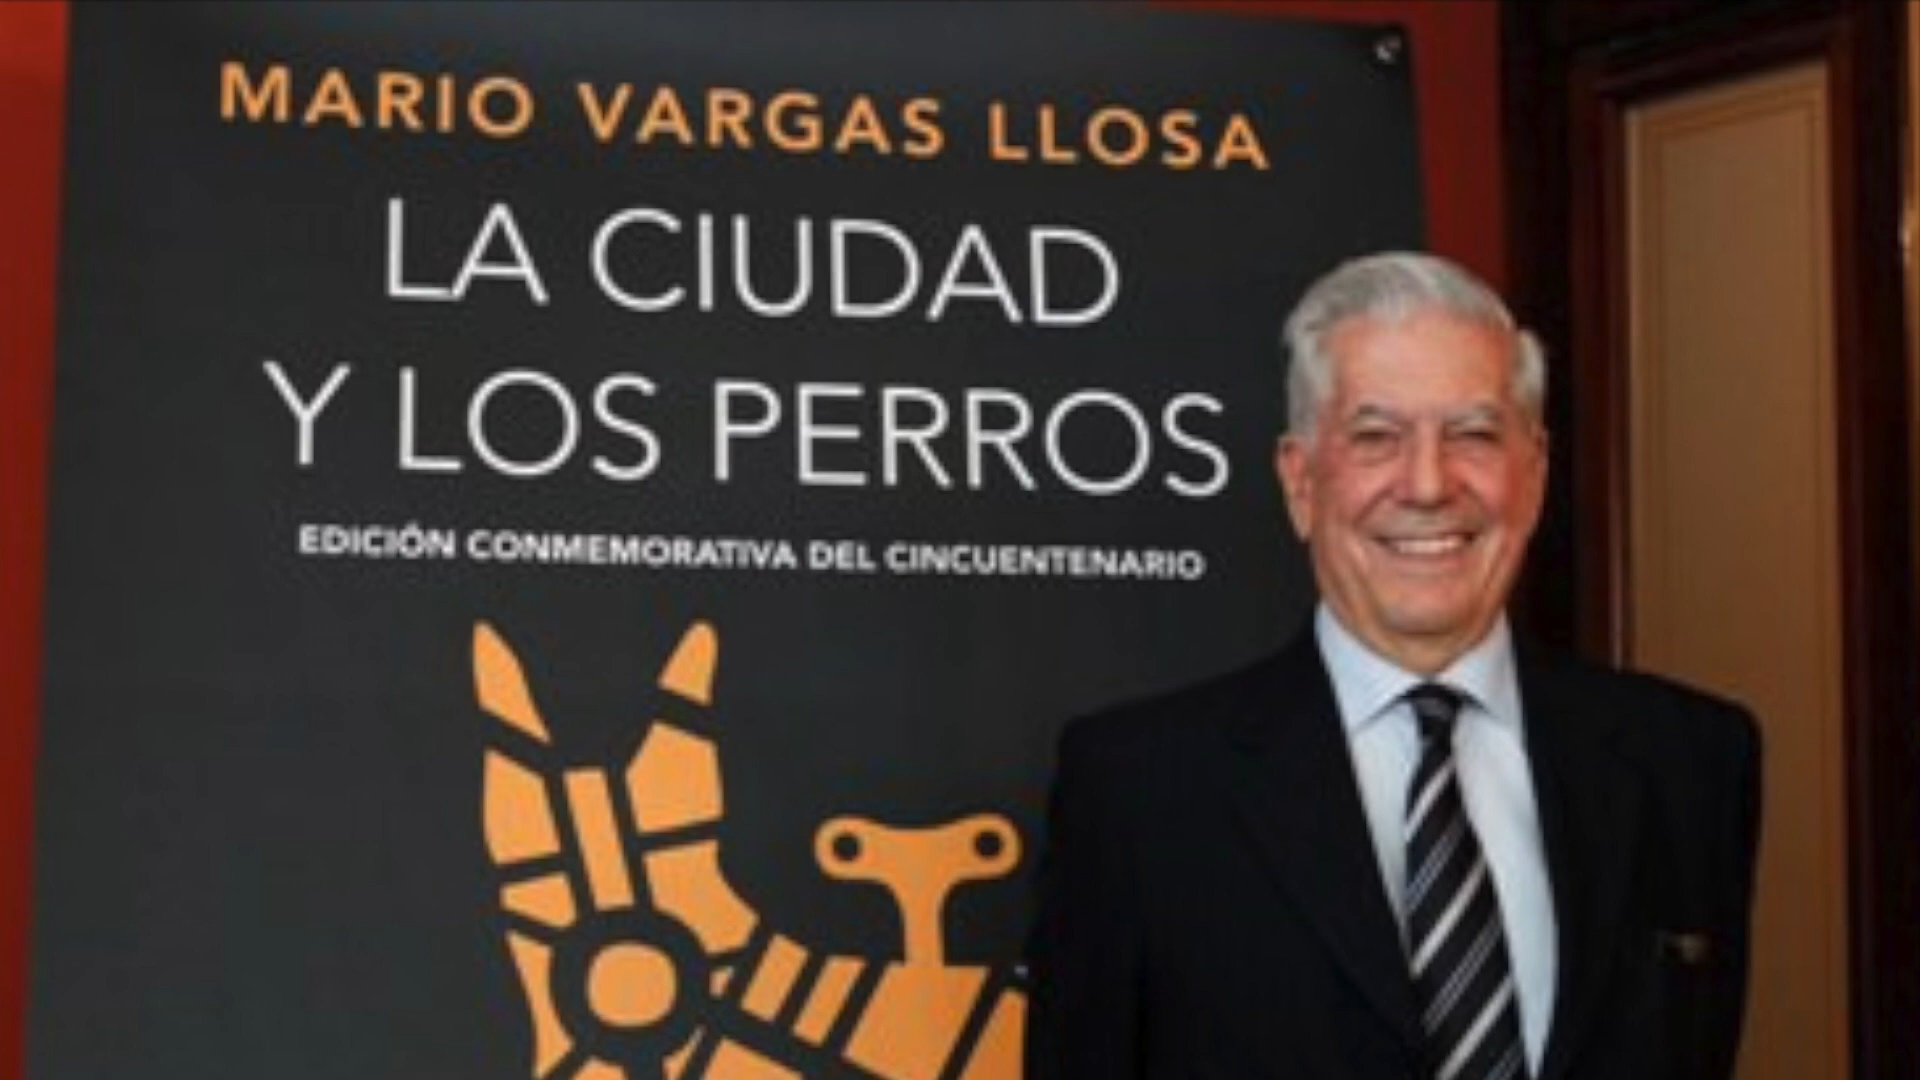 MARIO VARGAS LLOSA
LA CIUDAD
Y LOS PERROS
EDICIÓN CONMEMORATIVA DEL CINCUENTENARIO